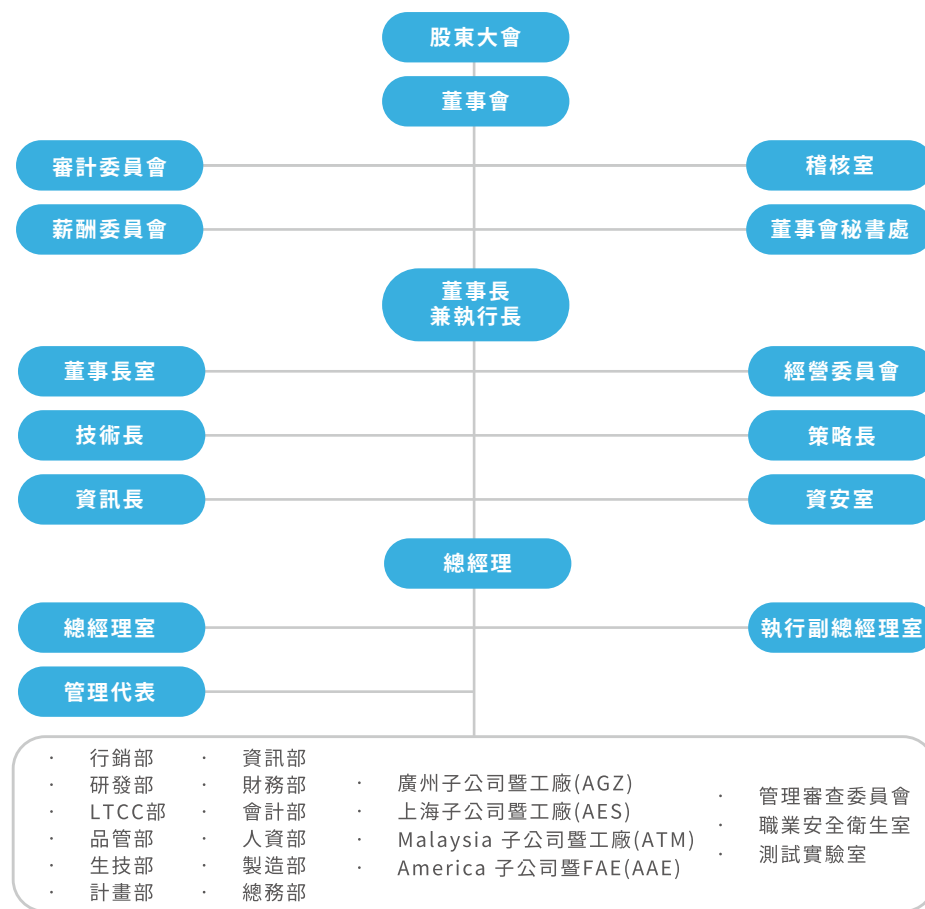 股東大會
董事會
審計委員會
稽核室
薪酬委員會
董事會秘書處
董事長
兼執行長
董事長室
經營委員會
技術長
策略長
資訊長
資安室
總經理
總經理室
執行副總經理室
管理代表
· 行銷部
· 研發部
· LTCC部
· 品管部
· 生技部
· 計畫部
· 資訊部
· 財務部
· 會計部
· 人資部
· 製造部
· 總務部
· 廣州子公司暨工廠(AGZ)
· 上海子公司暨工廠(AES)
· Malaysia 子公司暨工廠(ATM)
· America 子公司暨FAE(AAE)
· 管理審查委員會
· 職業安全衛生室
· 測試實驗室